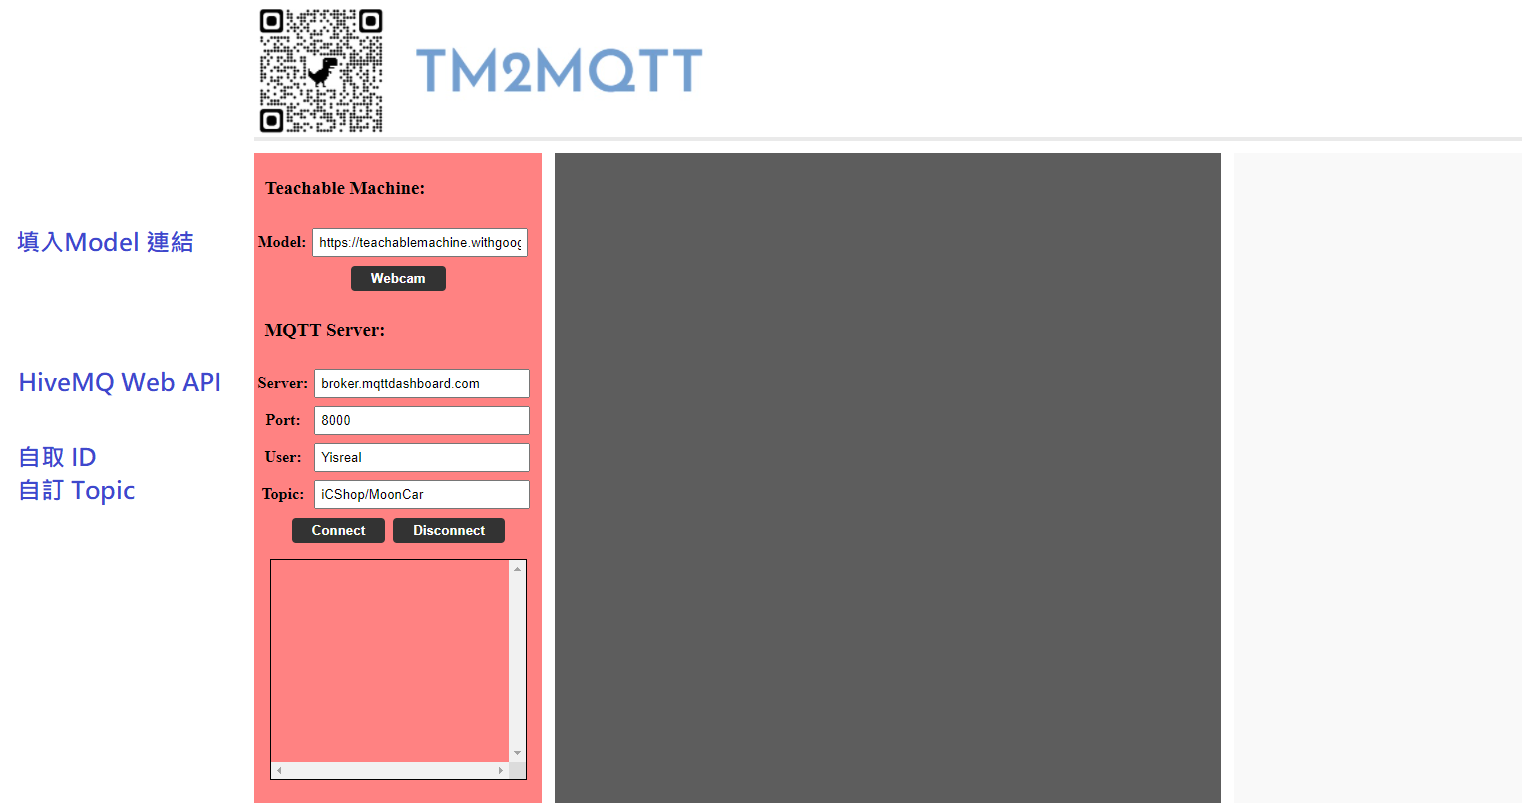 TM2MQTT
Teachable Machine:
填入Model 連結
Model: https://teachablemachine.withgoog
Webcam
MQTT Server:
HiveMQ Web API
Server: broker.mqttdashboard.com
Port: 8000
自取 ID
User: Yisreal
自訂 Topic
Topic: iCShop/MoonCar
Connect Disconnect